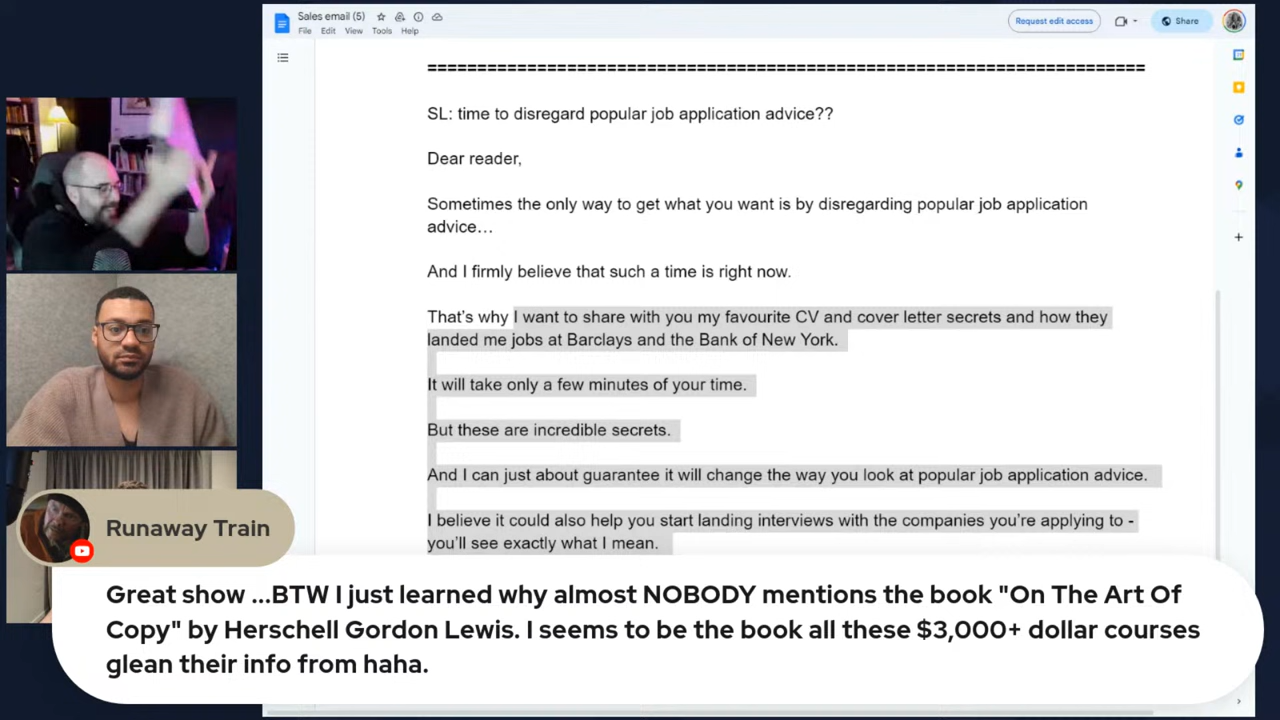 Sales email (5)
File Edit View Tools Help
Request edit access
Share
=======================================================================
SL: time to disregard popular job application advice??
Dear reader,
Sometimes the only way to get what you want is by disregarding popular job application
advice…
And I firmly believe that such a time is right now.
That's why I want to share with you my favourite CV and cover letter secrets and how they
landed me jobs at Barclays and the Bank of New York.
It will take only a few minutes of your time.
But these are incredible secrets.
And I can just about guarantee it will change the way you look at popular job application advice.
I believe it could also help you start landing interviews with the companies you're applying to -
you'll see exactly what I mean.
Runaway Train
Great show ...BTW I just learned why almost NOBODY mentions the book "On The Art Of
Copy" by Herschell Gordon Lewis. I seems to be the book all these $3,000+ dollar courses
glean their info from haha.